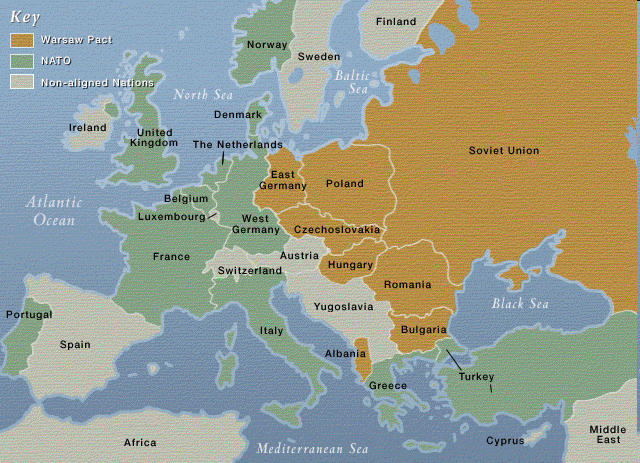 Key
Warsaw Pact
NATO
Non-aligned Nations
Finland
Norway
Sweden
Baltic
Sea
North Sea
Denmark
Ireland
United
Kingdom
The Netherlands
Soviet Union
East
Germany
Poland
Atlantic
Ocean
Belgium
Luxembourg
West
Germany
Czechoslovakia
France
Austria
Switzerland
Hungary
Romania
Black Sea
Yugoslavia
Portugal
Spain
Italy
Bulgaria
Albania
Greece
Turkey
Africa
Mediterranean Sea
Cyprus
Middle
East